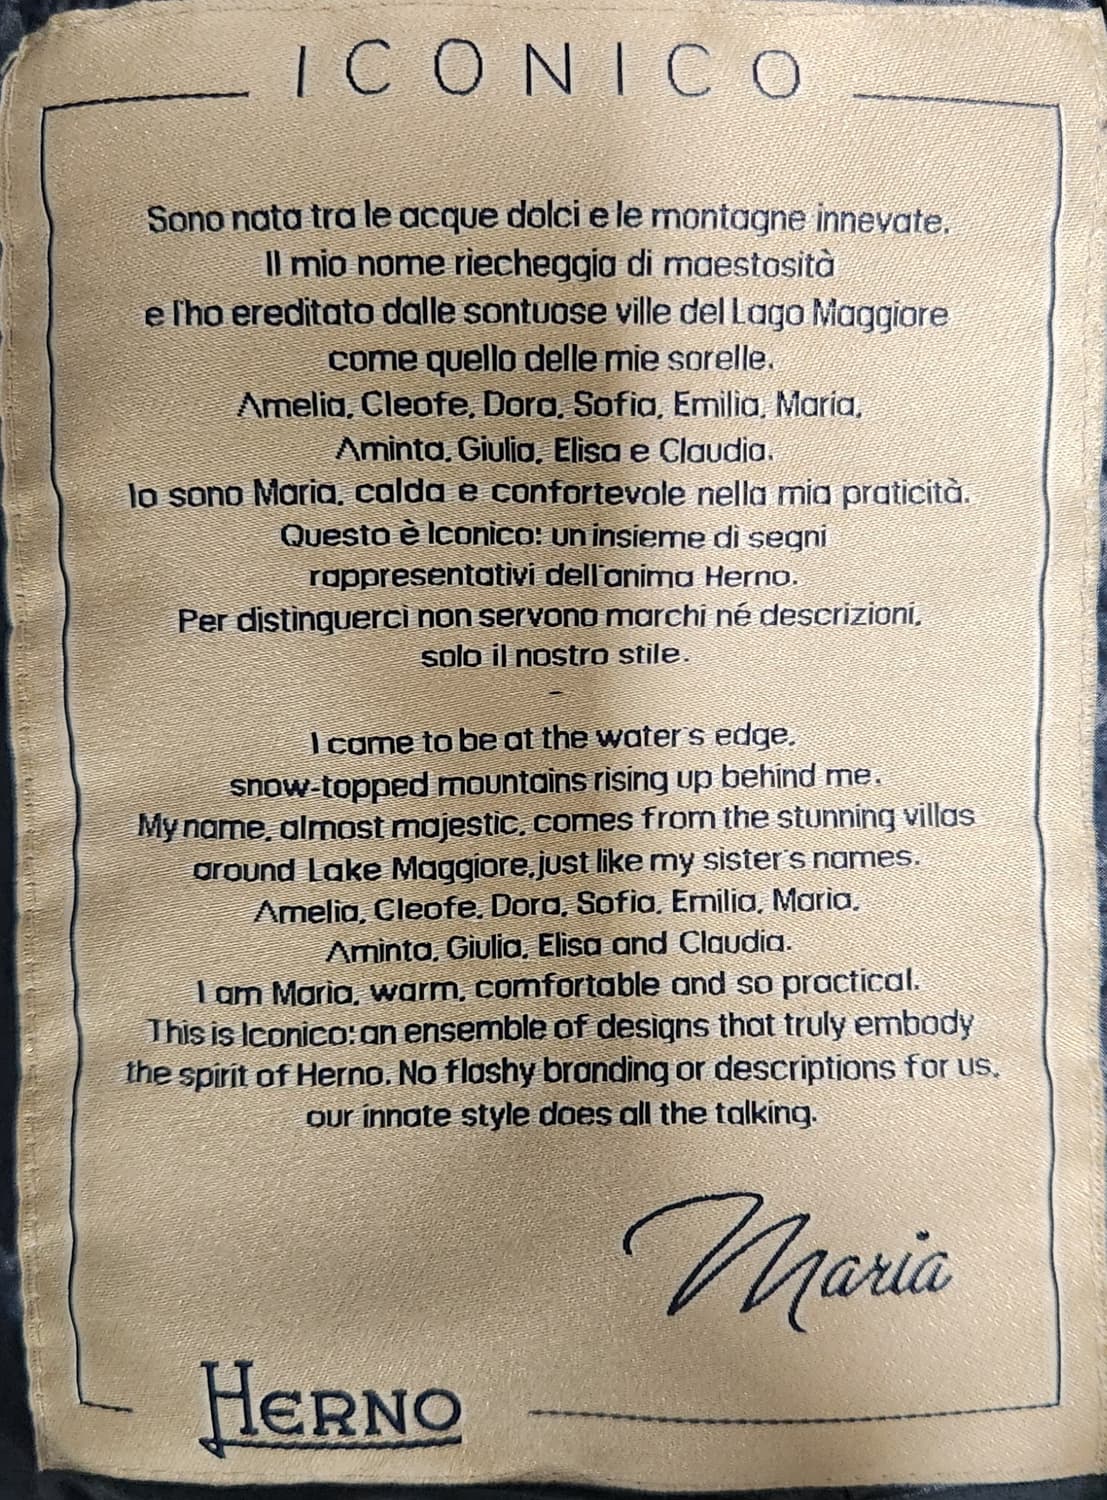 ICONICO
Sono nata tra le acque dolci e le montagne innevate.
Il mio nome riecheggia di maestosità
e l'ho ereditato dalle sontuose ville del Lago Maggiore
come quello delle mie sorelle.
Amelia, Cleofe, Dora, Sofia, Emilia, Maria,
Aminta, Giulia, Elisa e Claudia.
Io sono Maria, calda e confortevole nella mia praticità.
Questo è Iconico: un insieme di segni
rappresentativi dell'anima Herno.
Per distinguerci non servono marchi né descrizioni,
solo il nostro stile.
-
I came to be at the water's edge,
snow-topped mountains rising up behind me.
My name, almost majestic, comes from the stunning villas
around Lake Maggiore, just like my sister's names.
Amelia, Cleofe, Dora, Sofia, Emilia, Maria,
Aminta, Giulia, Elisa and Claudia.
I am Maria, warm, comfortable and so practical.
This is Iconico: an ensemble of designs that truly embody
the spirit of Herno. No flashy branding or descriptions for us,
our innate style does all the talking.
Maria
HERNO